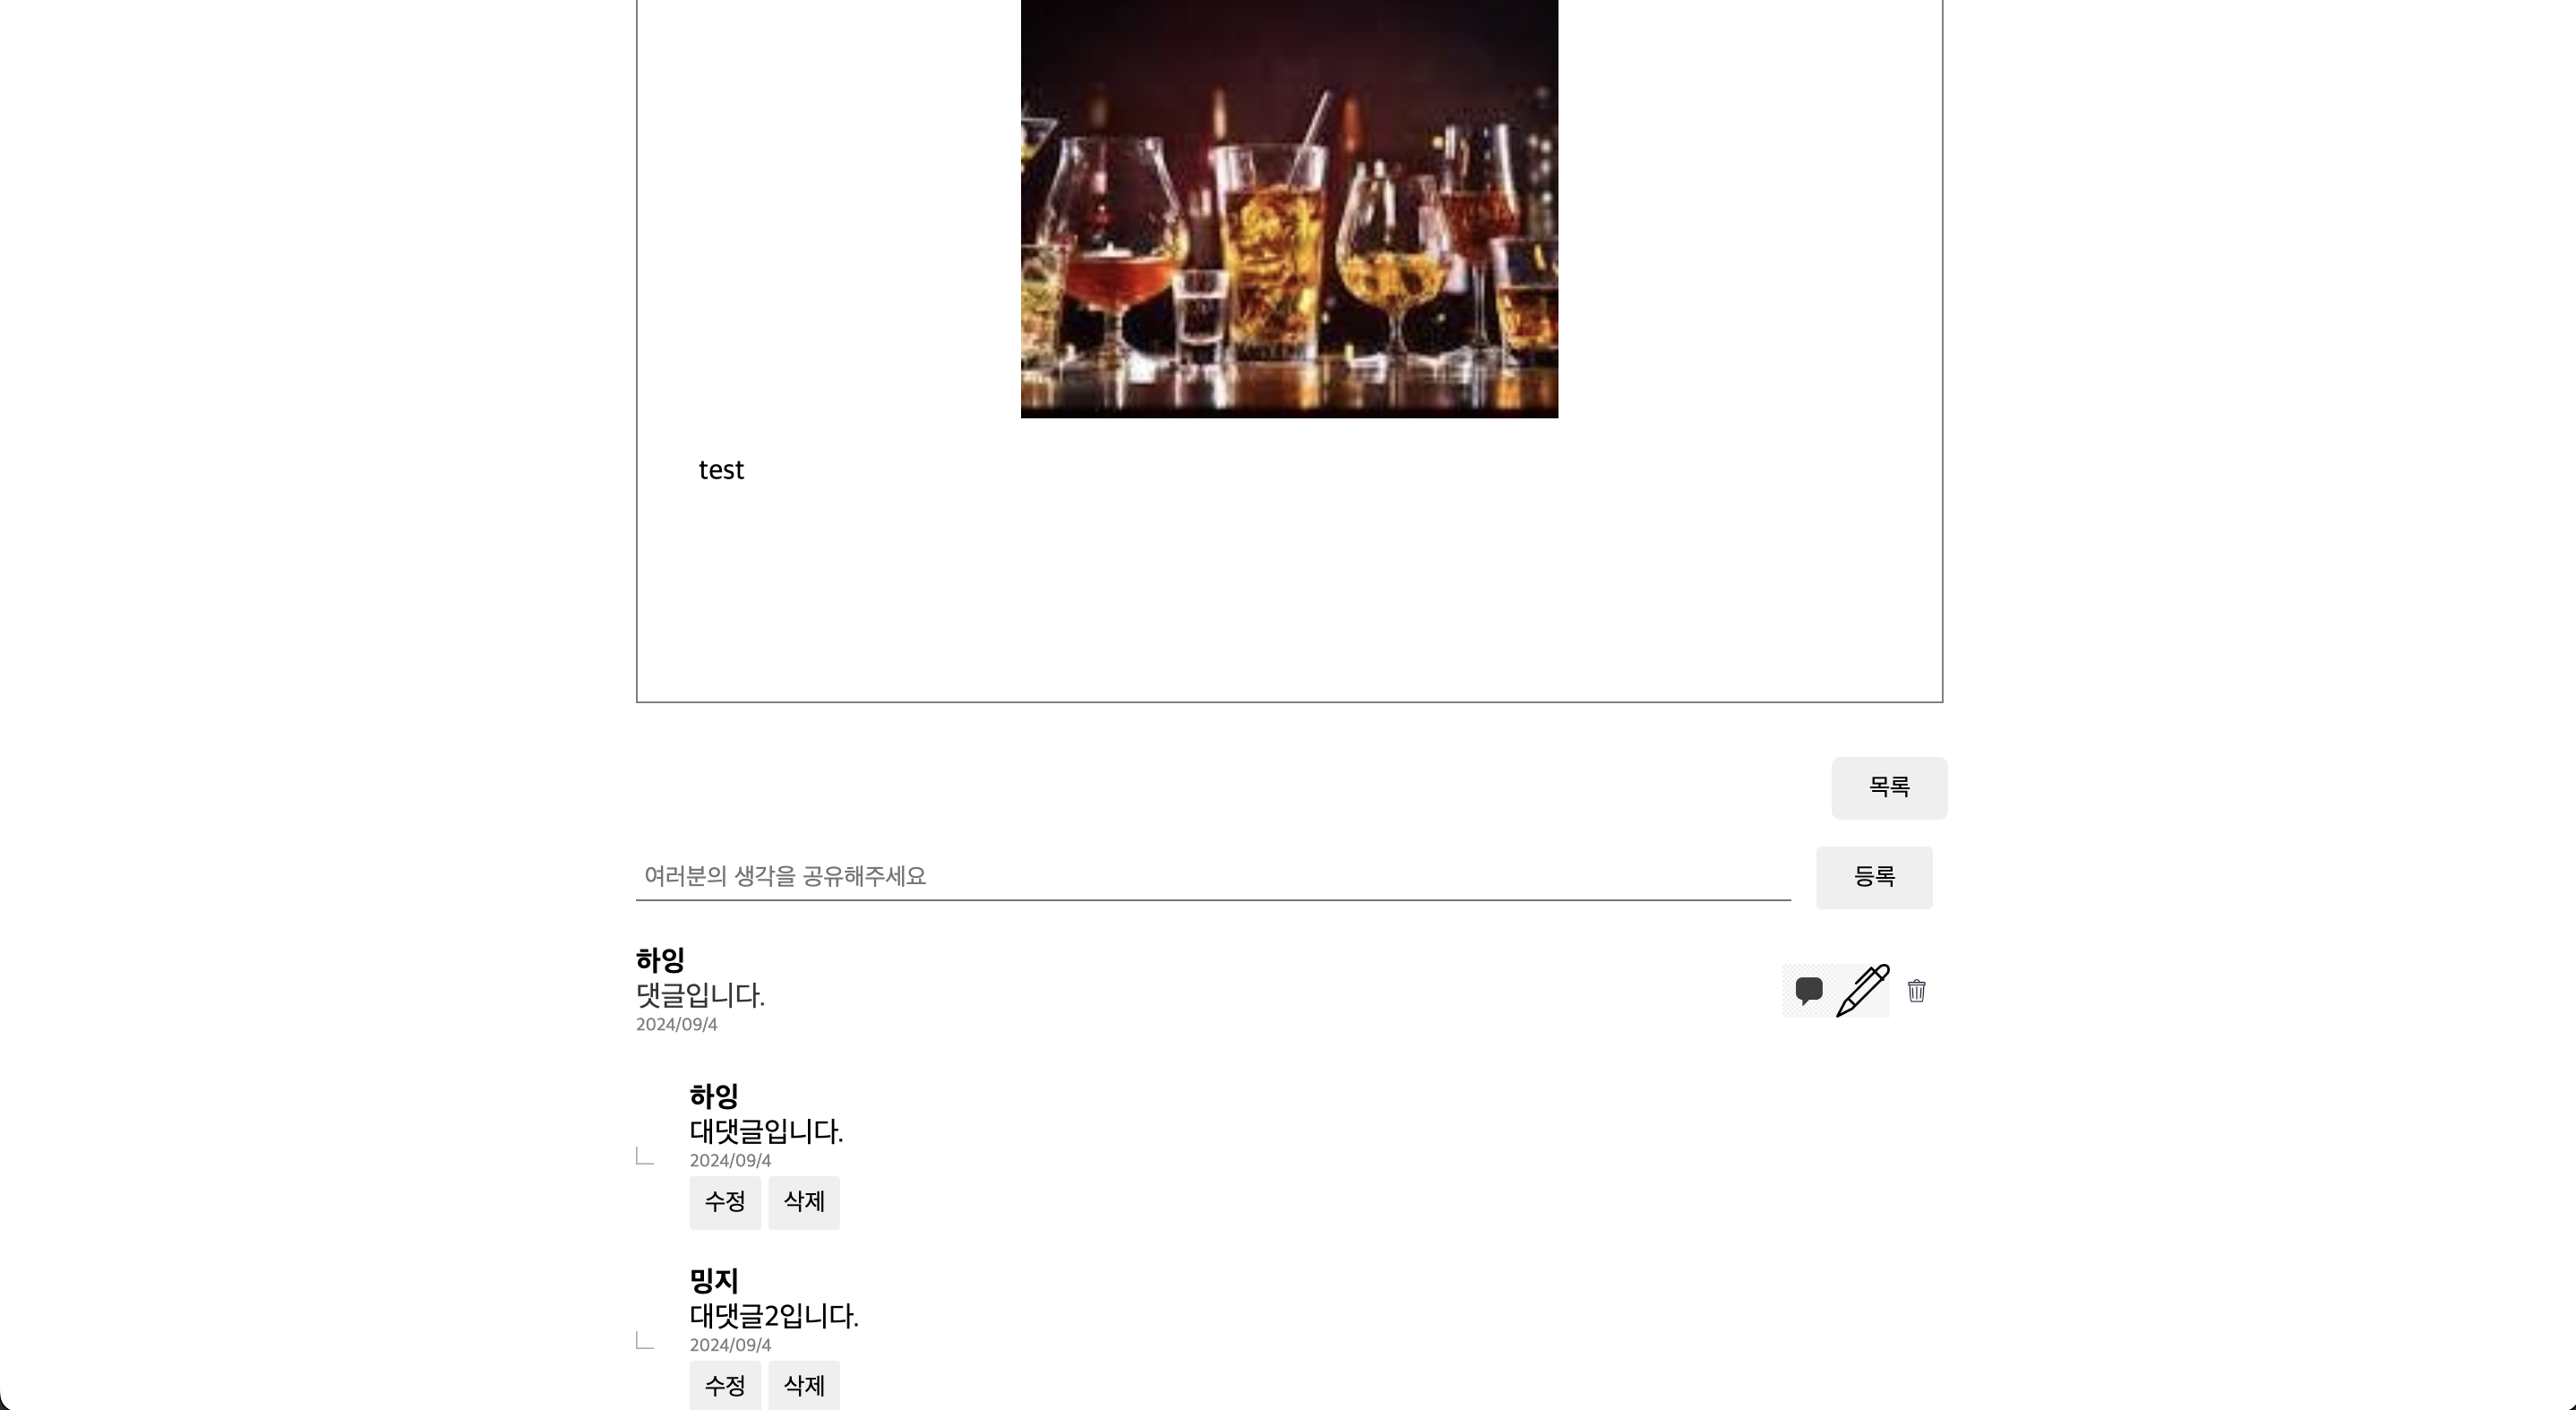 test
목록
여러분의 생각을 공유해주세요
등록
하잉
댓글입니다.
2024/09/4
하잉
대댓글입니다.
2024/09/4
수정 삭제
밍지
대댓글2입니다.
2024/09/4
수정 삭제